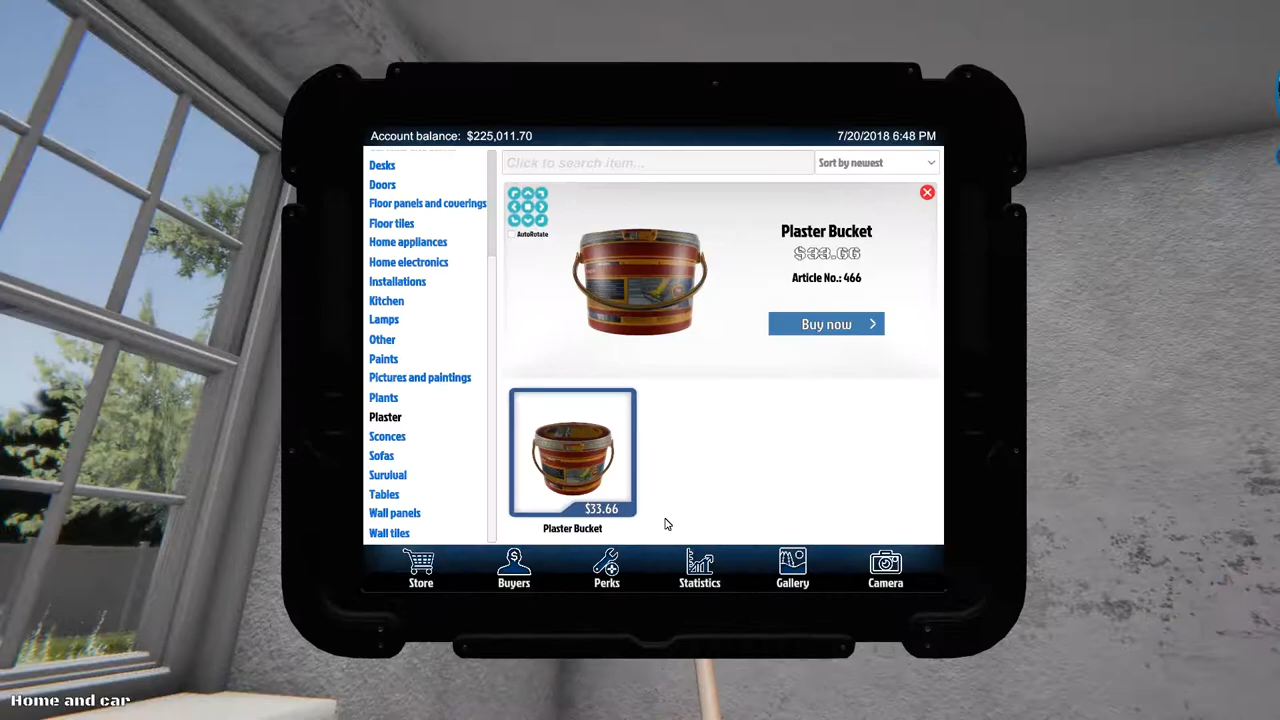 Account balance: $225,011.70
7/20/2018 6:48 PM
Desks
Doors
Floor panels and coverings
Floor tiles
Home appliances
Home electronics
Installations
Kitchen
Lamps
Other
Paints
Pictures and paintings
Plants
Plaster
Sconces
Sofas
Survival
Tables
Wall panels
Wall tiles
Click to search item...
Sort by newest
AutoRotate
Plaster Bucket
$33.66
Article No.: 466
Buy now
$33.66
Plaster Bucket
Store
Buyers
Perks
Statistics
Gallery
Camera
Home and car